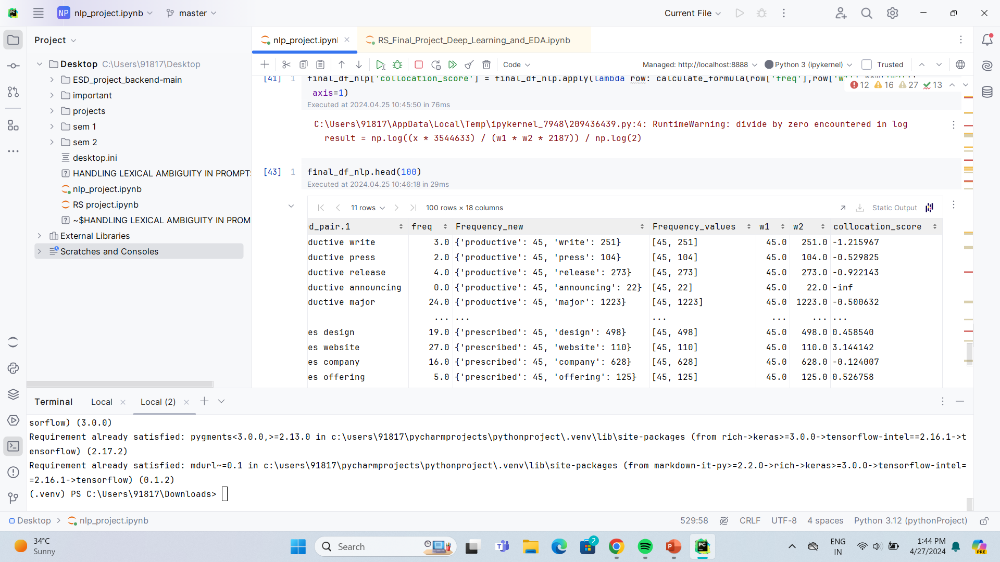 NP nlp_project.ipynb master Current File
Project
Desktop C:\Users\91817\Desktop
ESD_project_backend-main
important
projects
sem 1
sem 2
desktop.ini
HANDLING LEXICAL AMBIGUITY IN PROMPT
nlp_project.ipynb
RS project.ipynb
~$HANDLING LEXICAL AMBIGUITY IN PROM
External Libraries
Scratches and Consoles
nlp_project.ipynb RS_Final_Project_Deep_Learning_and_EDA.ipynb
Code Managed: http://localhost:8888 Python 3 (ipykernel) Trusted
[41] 1 final_df_nlp['collocation_score'] = final_df_nlp.apply(lambda row: calculate_formula(row['freq'],row['w1'
axis=1)
12 16 27 13
Executed at 2024.04.25 10:45:50 in 76ms
C:\Users\91817\AppData\Local\Temp\ipykernel_7948\209436439.py:4: RuntimeWarning: divide by zero encountered in log
result = np.log((x * 3544633) / (w1 * w2 * 2187)) / np.log(2)
[43] 1 final_df_nlp.head(100)
Executed at 2024.04.25 10:46:18 in 29ms
11 rows 100 rows × 18 columns Static Output
d_pair.1 freq Frequency_new Frequency_values w1 w2 collocation_score
ductive write 3.0 {'productive': 45, 'write': 251} [45, 251] 45.0 251.0 -1.215967
ductive press 2.0 {'productive': 45, 'press': 104} [45, 104] 45.0 104.0 -0.529825
ductive release 4.0 {'productive': 45, 'release': 273} [45, 273] 45.0 273.0 -0.922143
ductive announcing 0.0 {'productive': 45, 'announcing': 22} [45, 22] 45.0 22.0 -inf
ductive major 24.0 {'productive': 45, 'major': 1223} [45, 1223] 45.0 1223.0 -0.500632
... ... ... ... ... ...
es design 19.0 {'prescribed': 45, 'design': 498} [45, 498] 45.0 498.0 0.458540
es website 27.0 {'prescribed': 45, 'website': 110} [45, 110] 45.0 110.0 3.144142
es company 16.0 {'prescribed': 45, 'company': 628} [45, 628] 45.0 628.0 -0.124007
es offering 5.0 {'prescribed': 45, 'offering': 125} [45, 125] 45.0 125.0 0.526758
Terminal Local Local (2)
sorflow) (3.0.0)
Requirement already satisfied: pygments<3.0.0,>=2.13.0 in c:\users\91817\pycharmprojects\pythonproject\.venv\lib\site-packages (from rich->keras>=3.0.0->tensorflow-intel==2.16.1->t
ensorflow) (2.17.2)
Requirement already satisfied: mdurl~=0.1 in c:\users\91817\pycharmprojects\pythonproject\.venv\lib\site-packages (from markdown-it-py>=2.2.0->rich->keras>=3.0.0->tensorflow-intel=
=2.16.1->tensorflow) (0.1.2)
(.venv) PS C:\Users\91817\Downloads>
Desktop nlp_project.ipynb 529:58 CRLF UTF-8 4 spaces Python 3.12 (pythonProject)
34°C
Sunny
Search
2
ENG
IN
1:44 PM
4/27/2024
PRE